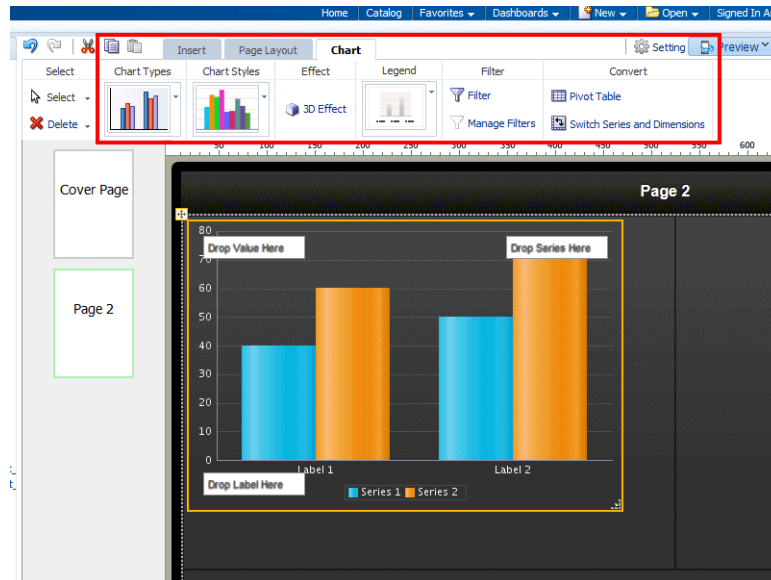 Home Catalog Favorites Dashboards New Open Signed In A
Insert Page Layout Chart Setting Preview
Select Chart Types Chart Styles Effect Legend Filter Convert
Select 3D Effect Filter Pivot Table
Delete Manage Filters Switch Series and Dimensions
50 100 150 200 250 300 350 400 450 500 550 600
Cover Page
Page 2
Page 2
80
Drop Value Here Drop Series Here
70
60
50
40
30
20
10
0
Label 1 Label 2
Drop Label Here
Series 1 Series 2